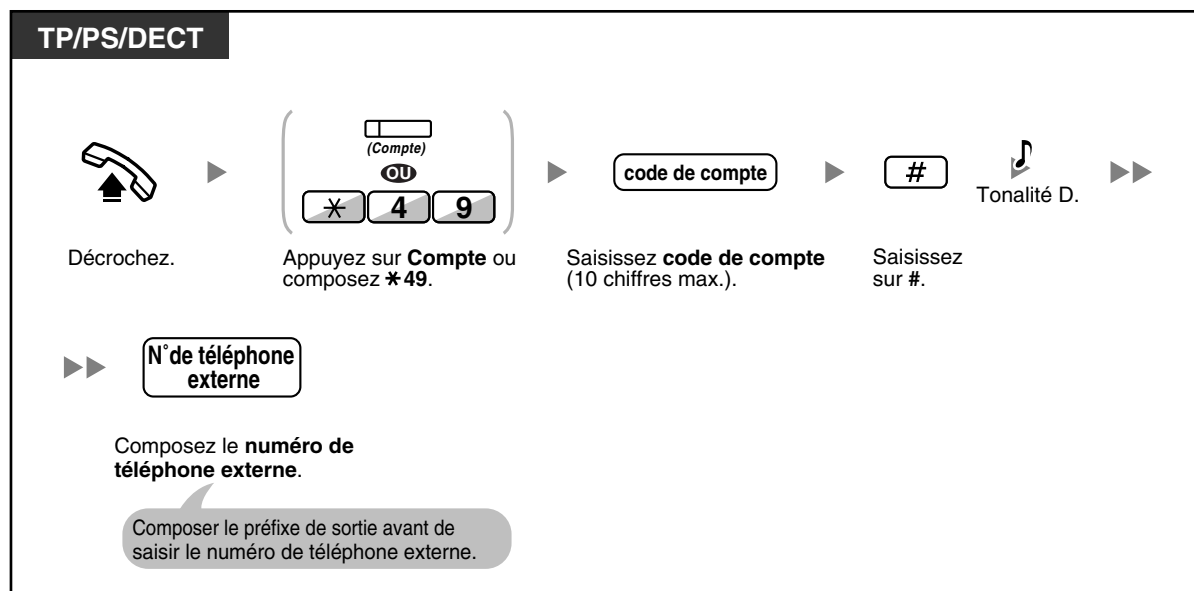 TP/PS/DECT
(Compte)
OU
✳ 4 9
code de compte
#
Tonalité D.
Décrochez.
Appuyez sur Compte ou
composez ✳49.
Saisissez code de compte
(10 chiffres max.).
Saisissez
sur #.
N°de téléphone
externe
Composez le numéro de
téléphone externe.
Composer le préfixe de sortie avant de
saisir le numéro de téléphone externe.